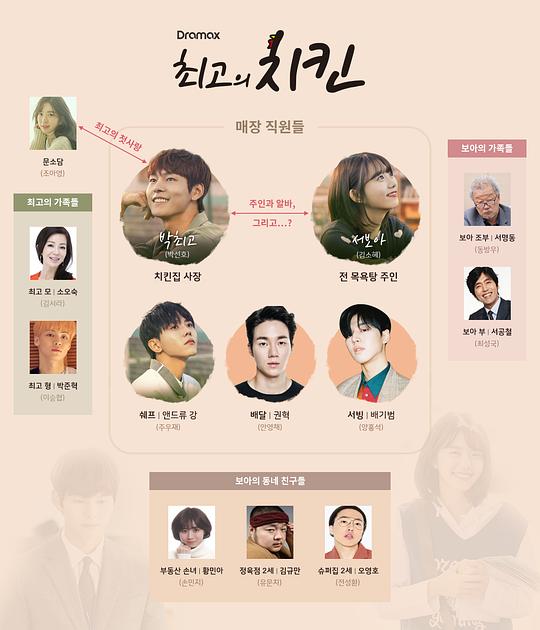 Dramax
최고의 치킨
매장 직원들
최고의 첫사랑
문소담
(조아영)
박최고
(박선호)
치킨집 사장
주인과 알바,
그리고...?
서보아
(김소혜)
전 목욕탕 주인
보아의 가족들
보아 조부 | 서명동
(동방우)
보아 부 | 서공철
(최성국)
최고의 가족들
최고 모 | 소오숙
(김서라)
최고 형 | 박준혁
(이승협)
쉐프 | 앤드류 강
(주우재)
배달 | 권혁
(안영채)
서빙 | 배기범
(양홍석)
보아의 동네 친구들
부동산 손녀 | 황민아
(손민지)
정육점 2세 | 김규만
(유문차)
슈퍼집 2세 | 오영호
(전성환)